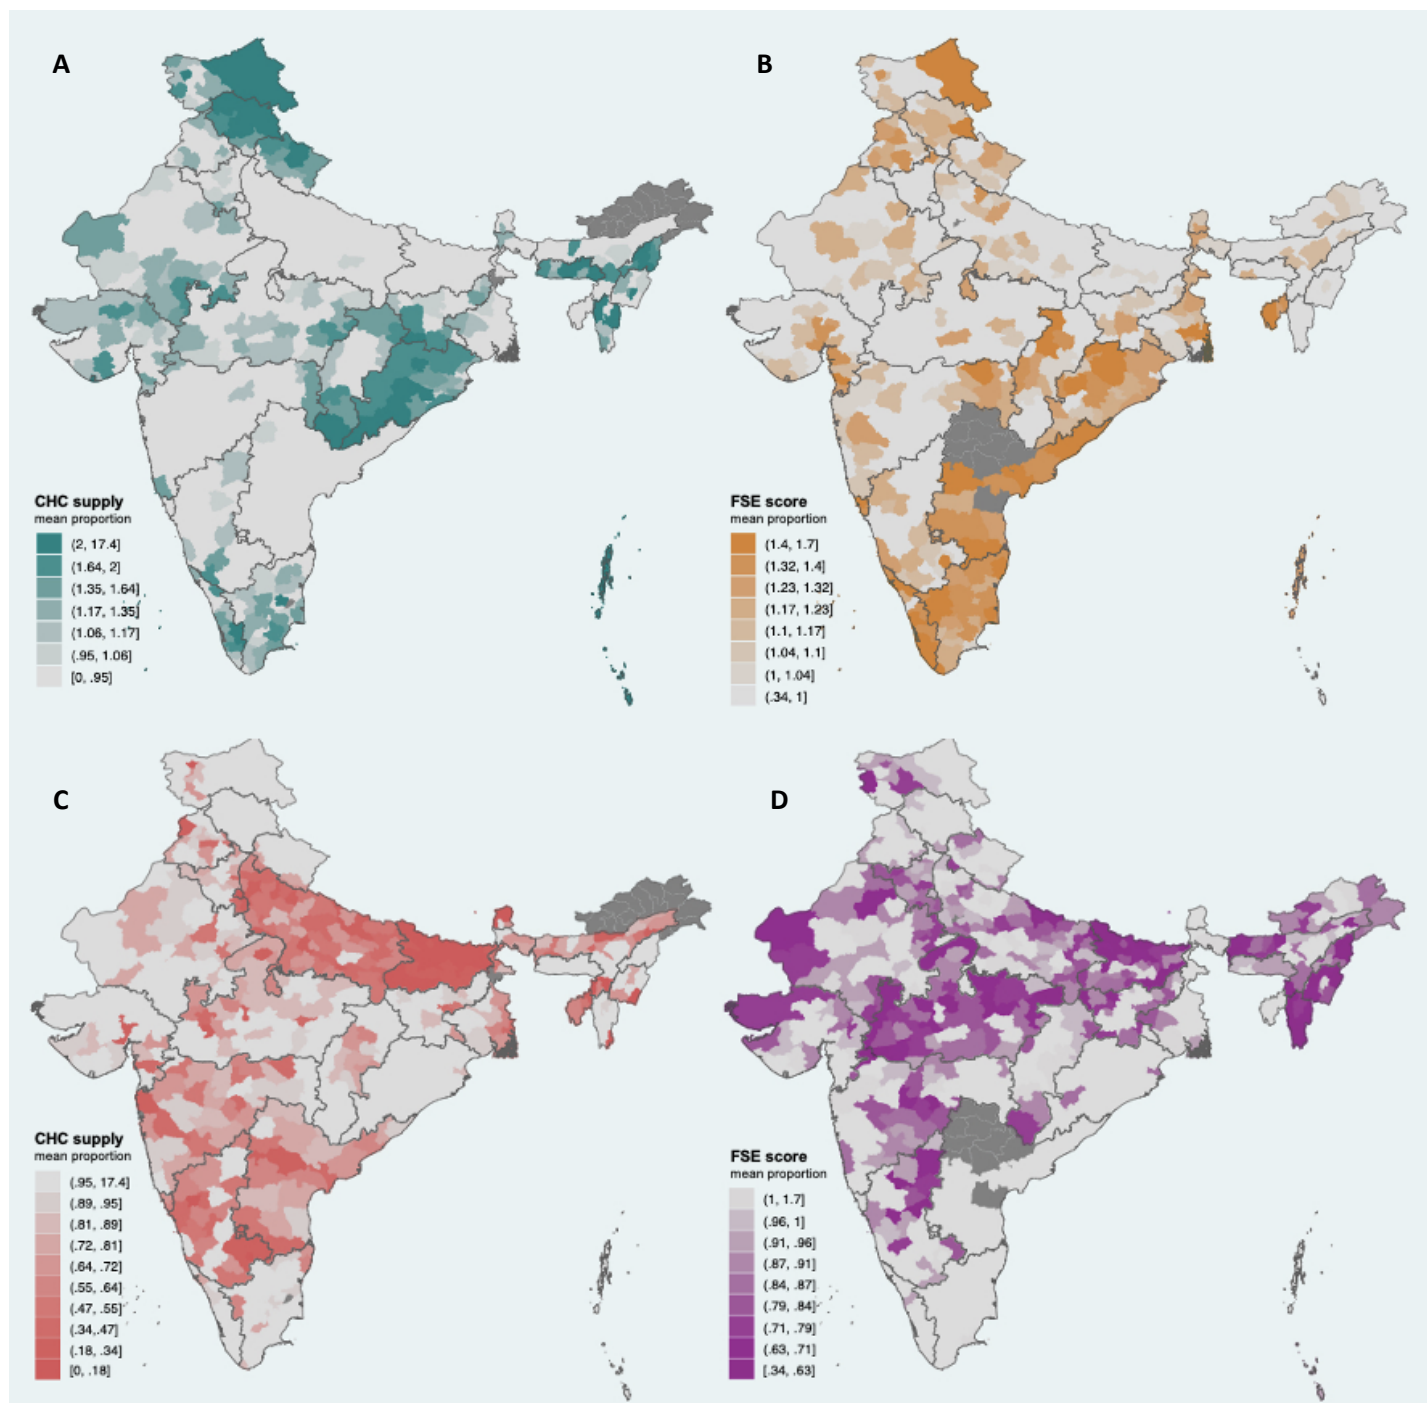 A
CHC supply
mean proportion
(2, 17.4]
(1.64, 2]
(1.35, 1.64]
(1.17, 1.35]
(1.06, 1.17]
(.95, 1.06]
[0, .95]
B
FSE score
mean proportion
(1.4, 1.7]
(1.32, 1.4]
(1.23, 1.32]
(1.17, 1.23]
(1.1, 1.17]
(1.04, 1.1]
(1, 1.04]
(.34, 1]
C
CHC supply
mean proportion
(.95, 17.4]
(.89, .95]
(.81, .89]
(.72, .81]
(.64, .72]
(.55, .64]
(.47, .55]
(.34,.47]
(.18, .34]
[0, .18]
D
FSE score
mean proportion
(1, 1.7]
(.96, 1]
(.91, .96]
(.87, .91]
(.84, .87]
(.79, .84]
(.71, .79]
(.63, .71]
[.34, .63]